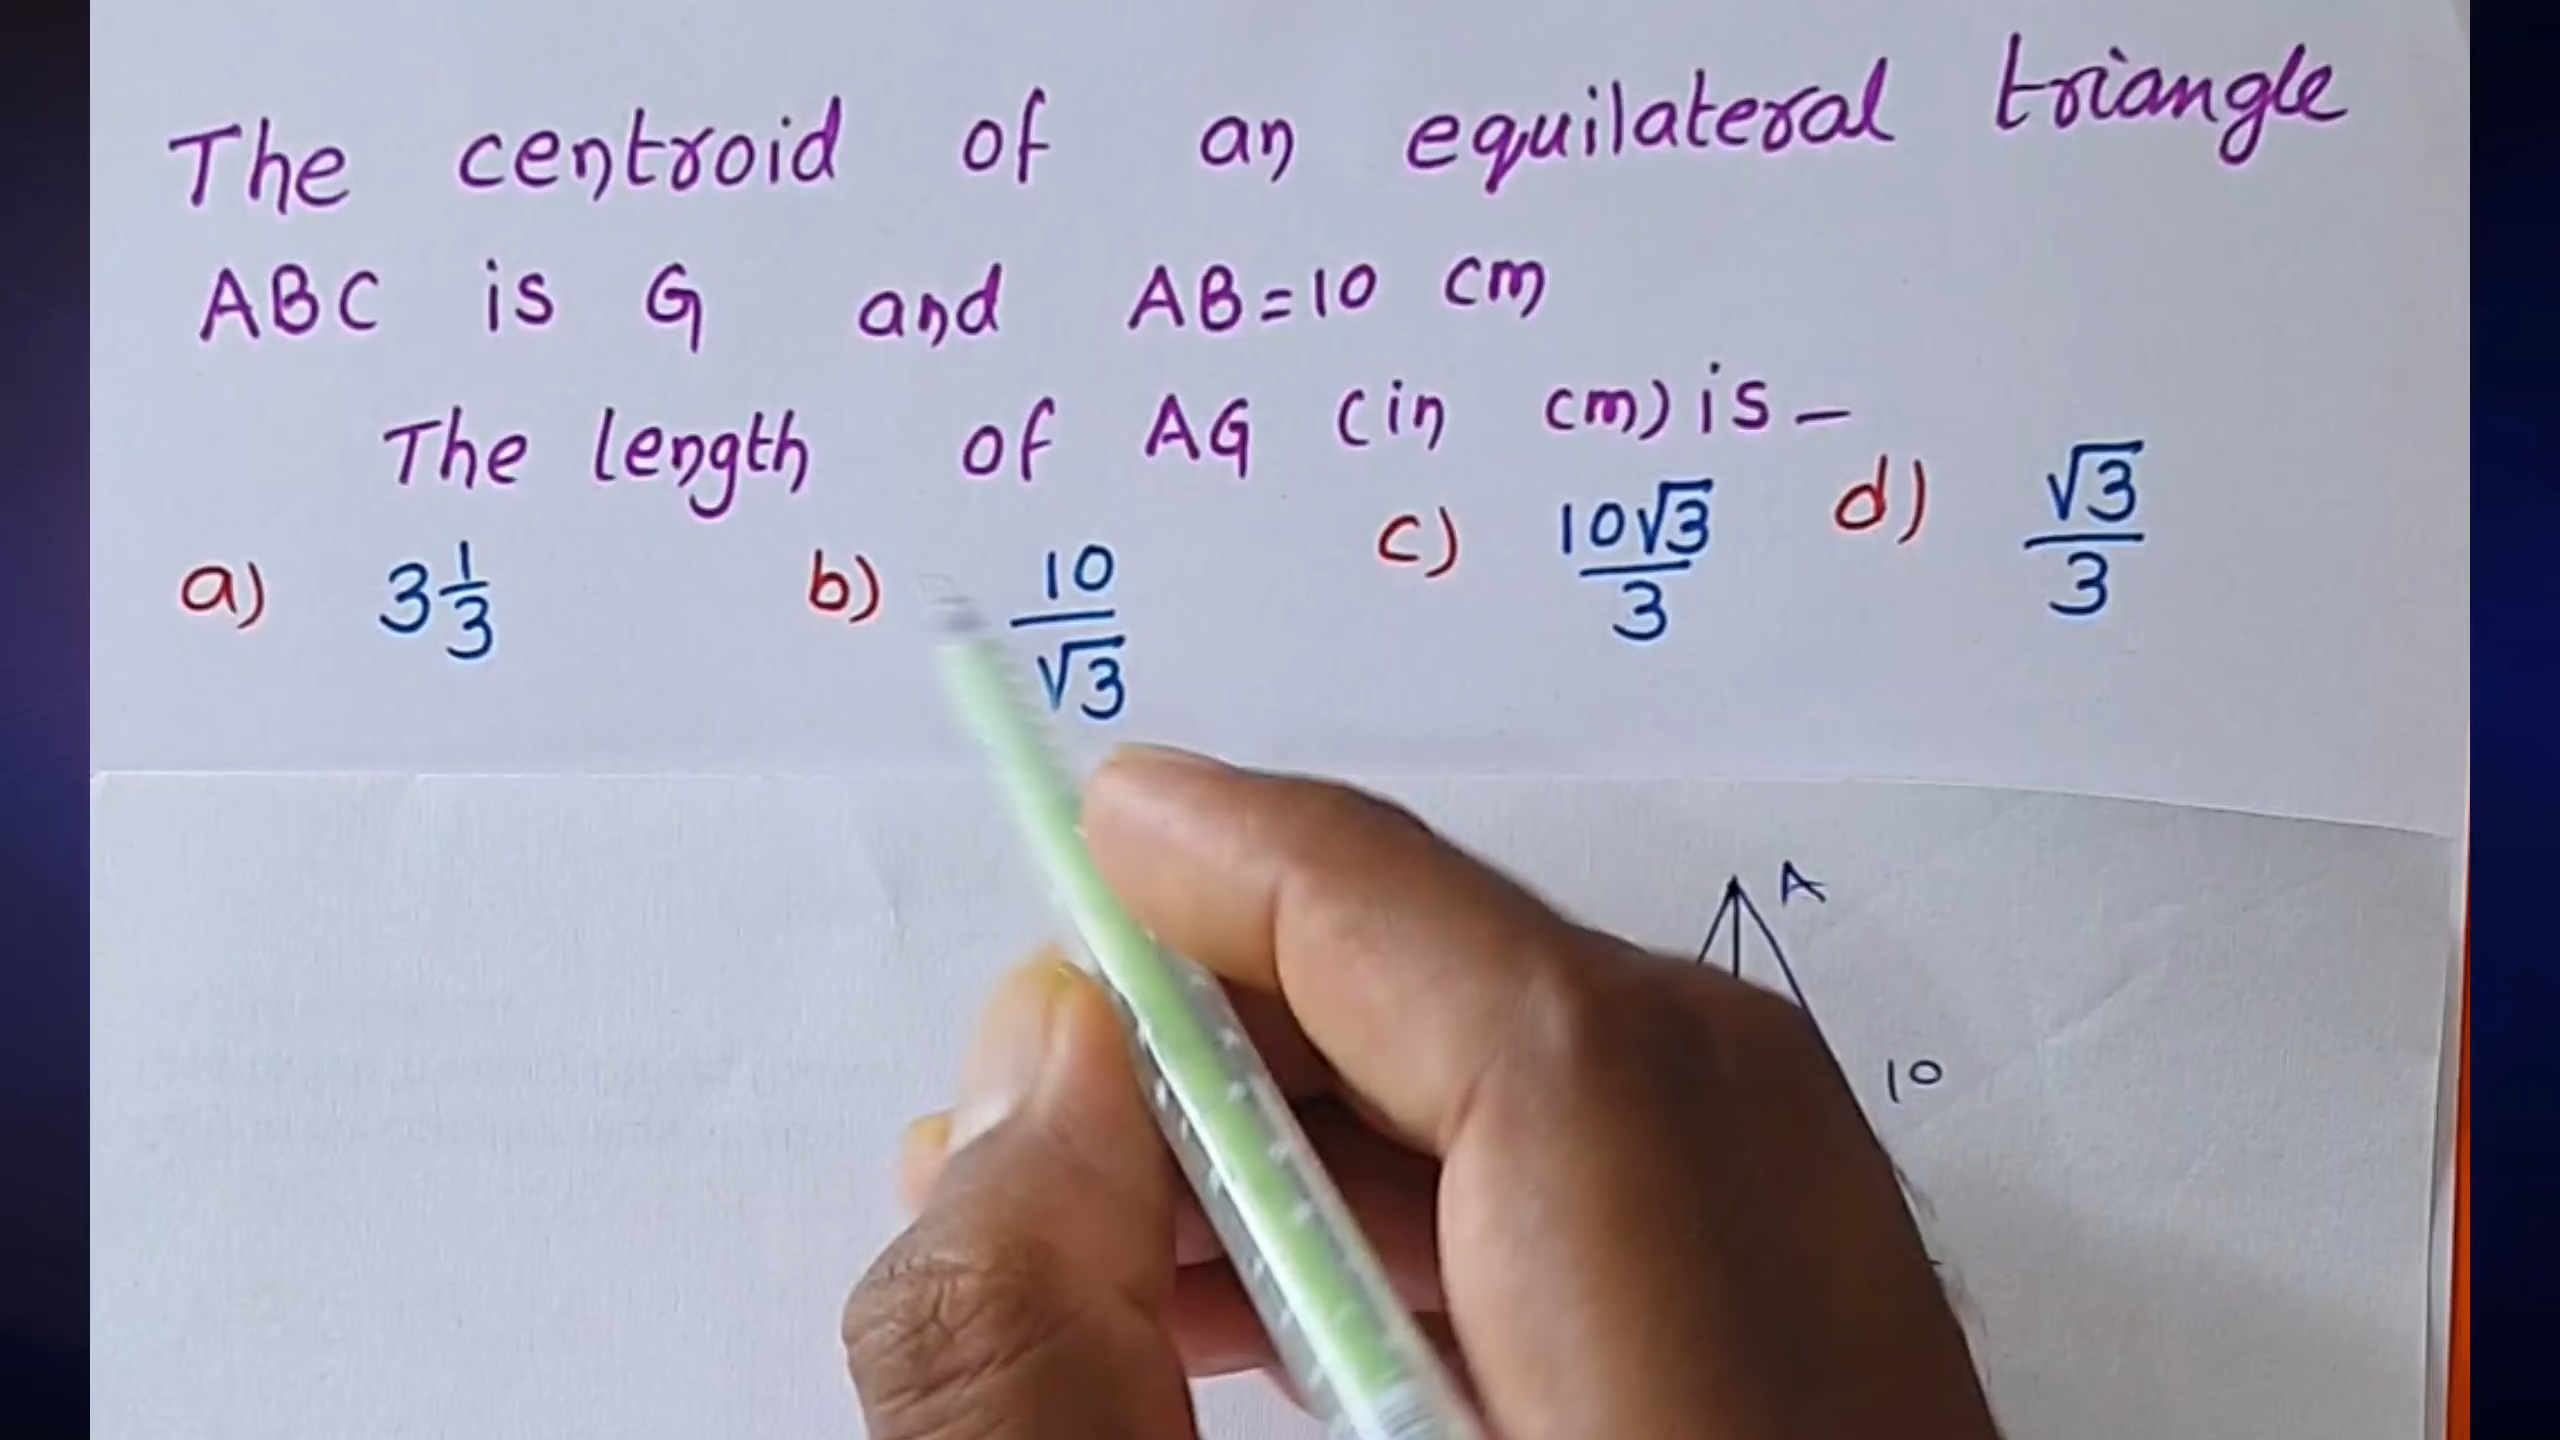 The centroid of an equilateral triangle
ABC is G and AB=10 cm
The length of AG (in cm) is –
a) 3 1/3 b) 10/√3 c) 10√3/3 d) √3/3
A
10